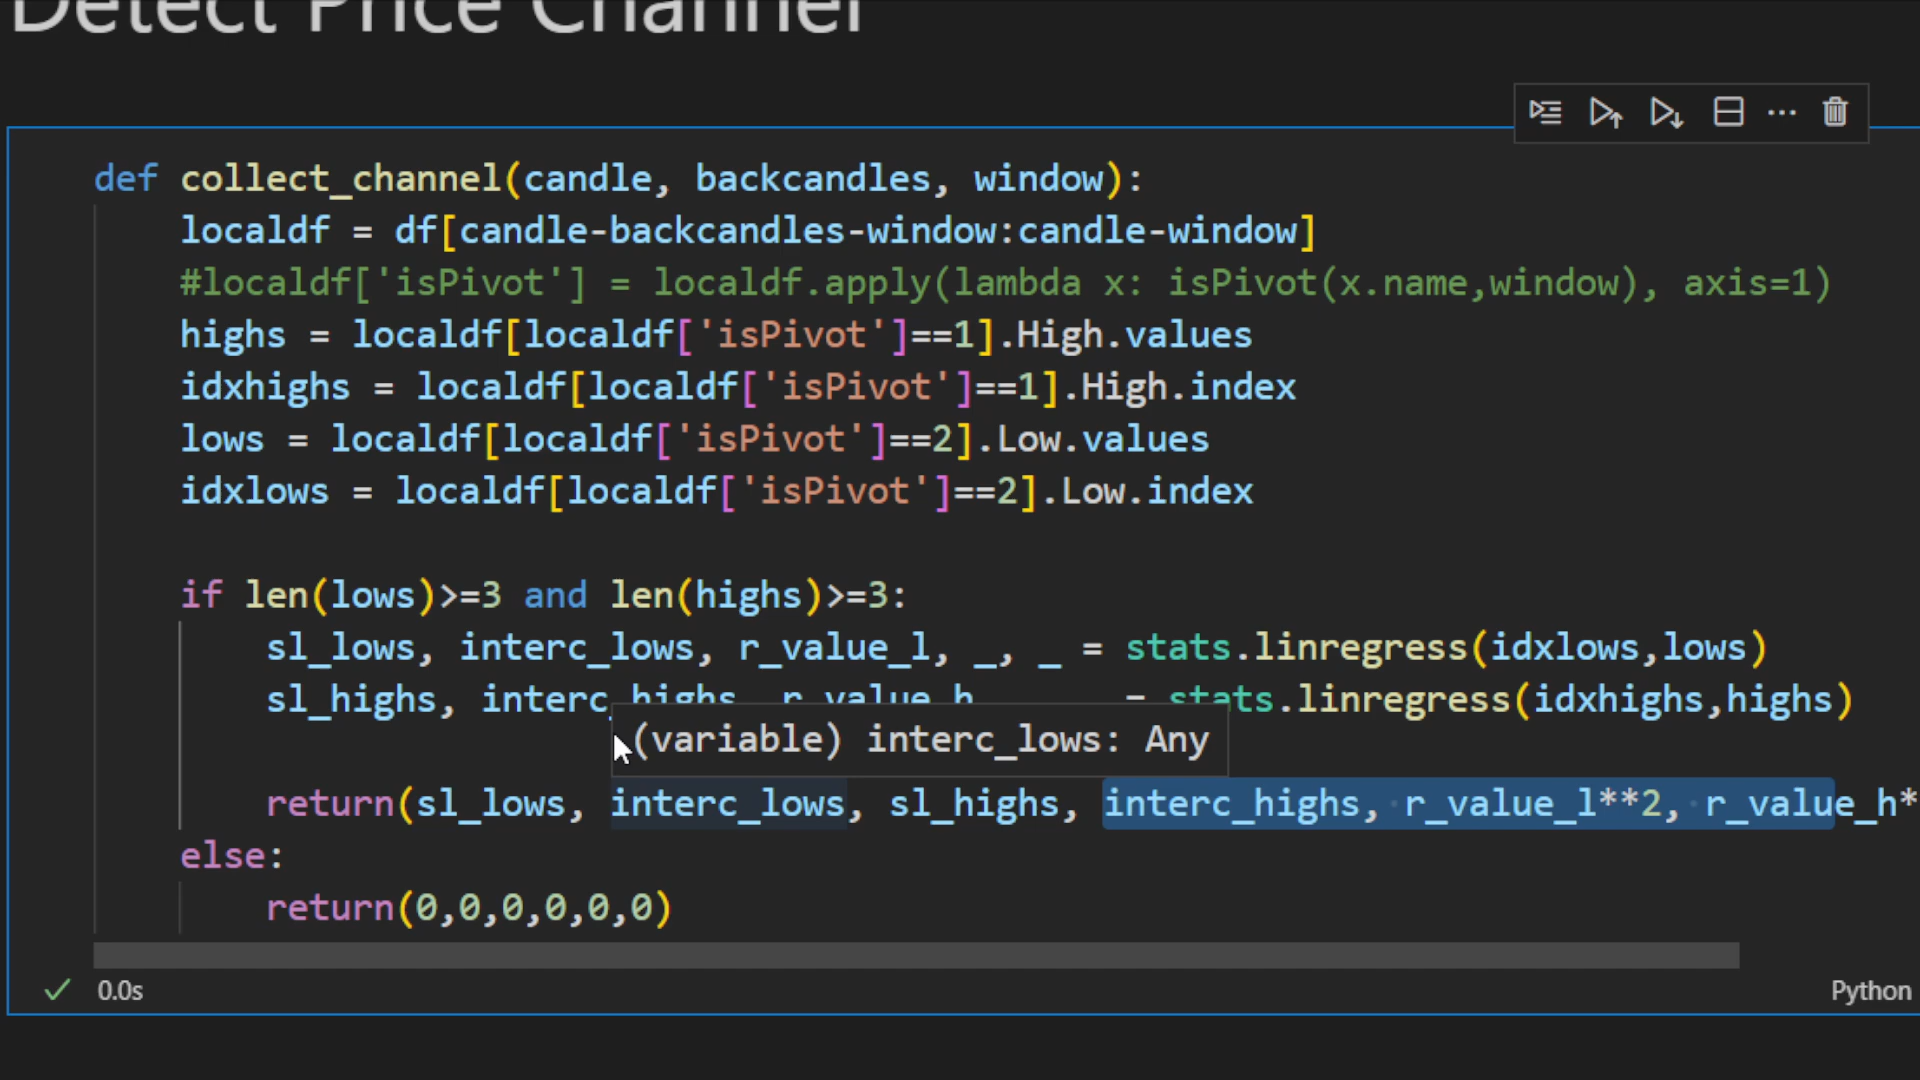 Detect Price Channel
def collect_channel(candle, backcandles, window):
localdf = df[candle-backcandles-window:candle-window]
#localdf['isPivot'] = localdf.apply(lambda x: isPivot(x.name,window), axis=1)
highs = localdf[localdf['isPivot']==1].High.values
idxhighs = localdf[localdf['isPivot']==1].High.index
lows = localdf[localdf['isPivot']==2].Low.values
idxlows = localdf[localdf['isPivot']==2].Low.index
if len(lows)>=3 and len(highs)>=3:
sl_lows, interc_lows, r_value_l, _, _ = stats.linregress(idxlows,lows)
sl_highs, interc_highs, r_value_h = stats.linregress(idxhighs,highs)
(variable) interc_lows: Any
return(sl_lows, interc_lows, sl_highs, interc_highs, r_value_l**2, r_value_h*
else:
return(0,0,0,0,0,0)
0.0s
Python